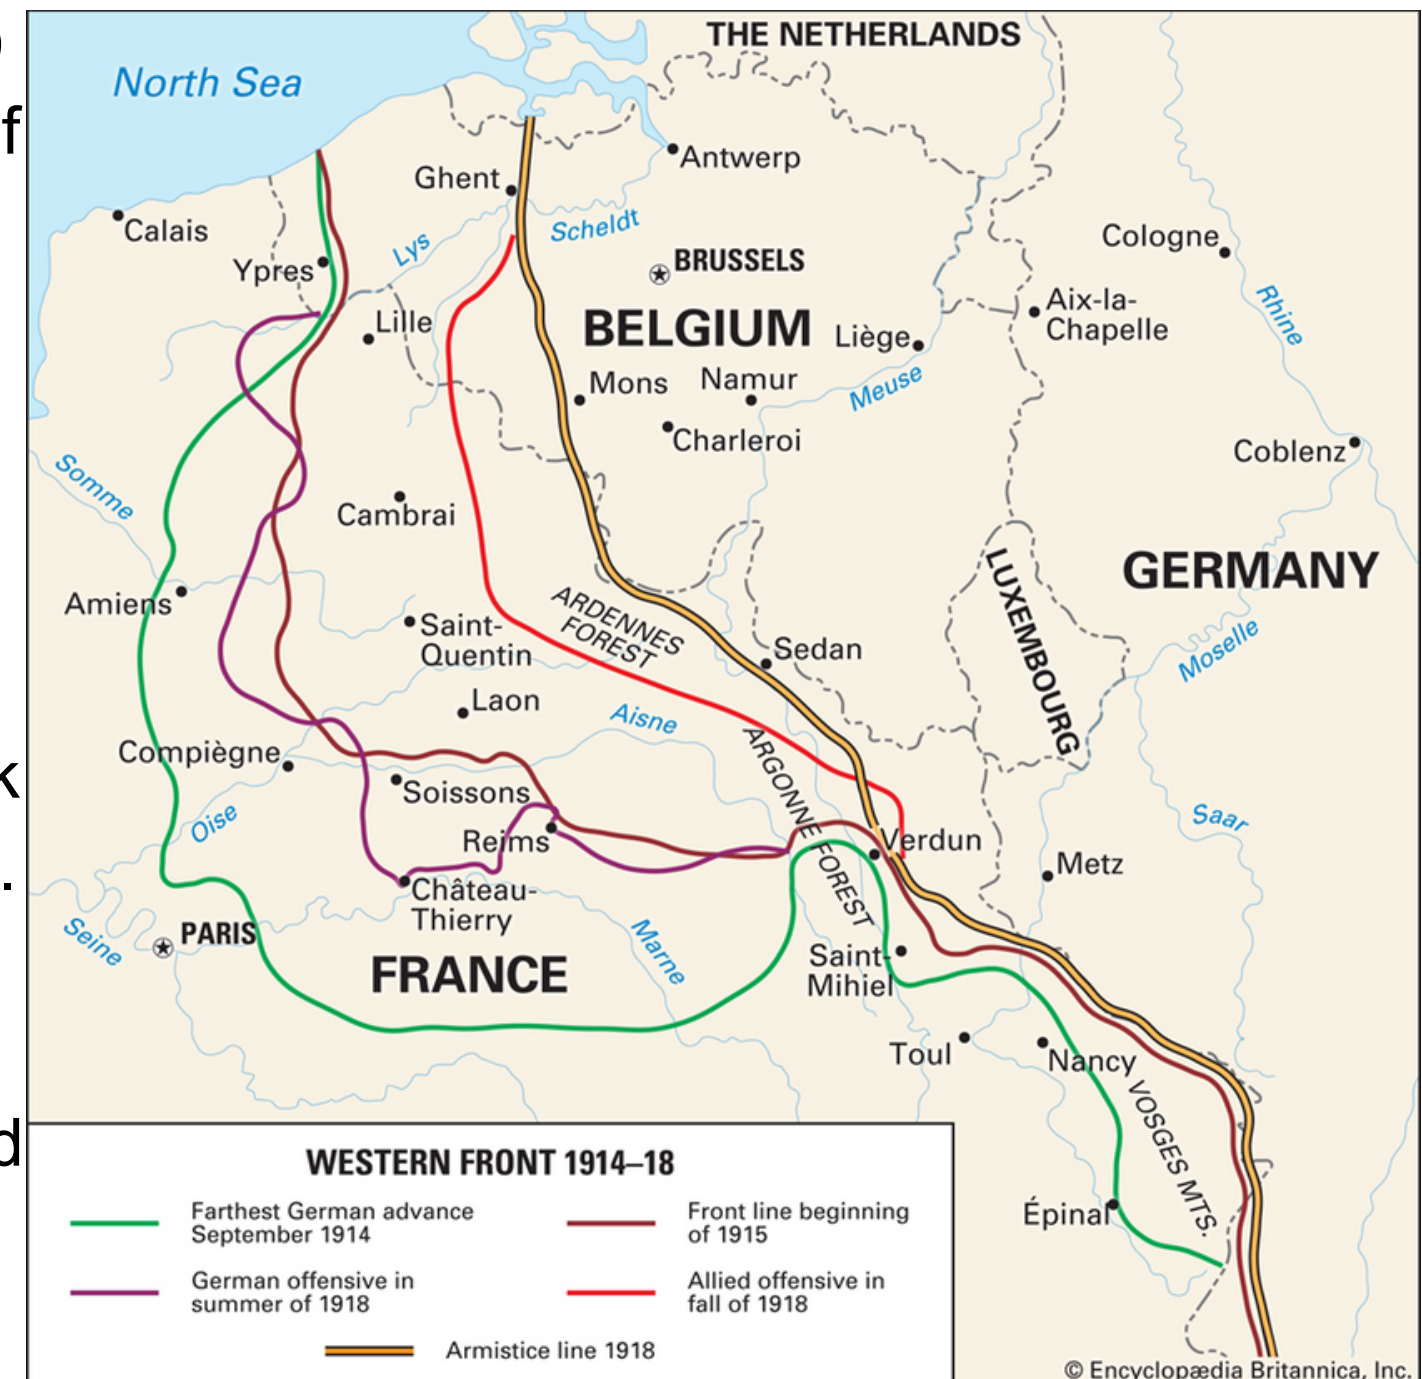 )
f
k
.
d
THE NETHERLANDS
North Sea
Antwerp
Ghent
Scheldt
Calais
Lys
Cologne
BRUSSELS
Ypres
Rhine
Aix-la-
Chapelle
Lille
BELGIUM
Liège
Mons
Namur
Meuse
Charleroi
Coblenz
Somme
Cambrai
GERMANY
LUXEMBOURG
Amiens
ARDENNES
FOREST
Saint-
Quentin
Sedan
Moselle
Laon
Aisne
Compiègne
ARGONNE FOREST
Soissons
Oise
Reims
Verdun
Saar
Metz
Château-
Thierry
Seine
PARIS
Marne
FRANCE
Saint-
Mihiel
Toul
Nancy
VOSGES MTS.
Épinal
WESTERN FRONT 1914–18
Farthest German advance
September 1914
Front line beginning
of 1915
German offensive in
summer of 1918
Allied offensive in
fall of 1918
Armistice line 1918
© Encyclopædia Britannica, Inc.